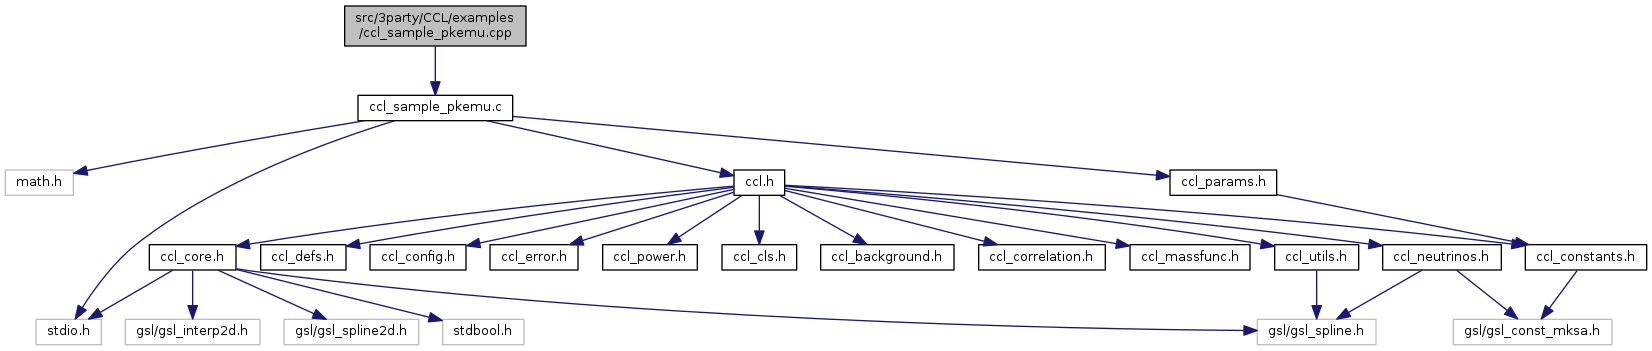 src/3party/CCL/examples
/ccl_sample_pkemu.cpp
ccl_sample_pkemu.c
math.h
ccl.h
ccl_params.h
ccl_core.h
ccl_defs.h
ccl_config.h
ccl_error.h
ccl_power.h
ccl_cls.h
ccl_background.h
ccl_correlation.h
ccl_massfunc.h
ccl_utils.h
ccl_neutrinos.h
ccl_constants.h
stdio.h
gsl/gsl_interp2d.h
gsl/gsl_spline2d.h
stdbool.h
gsl/gsl_spline.h
gsl/gsl_const_mksa.h